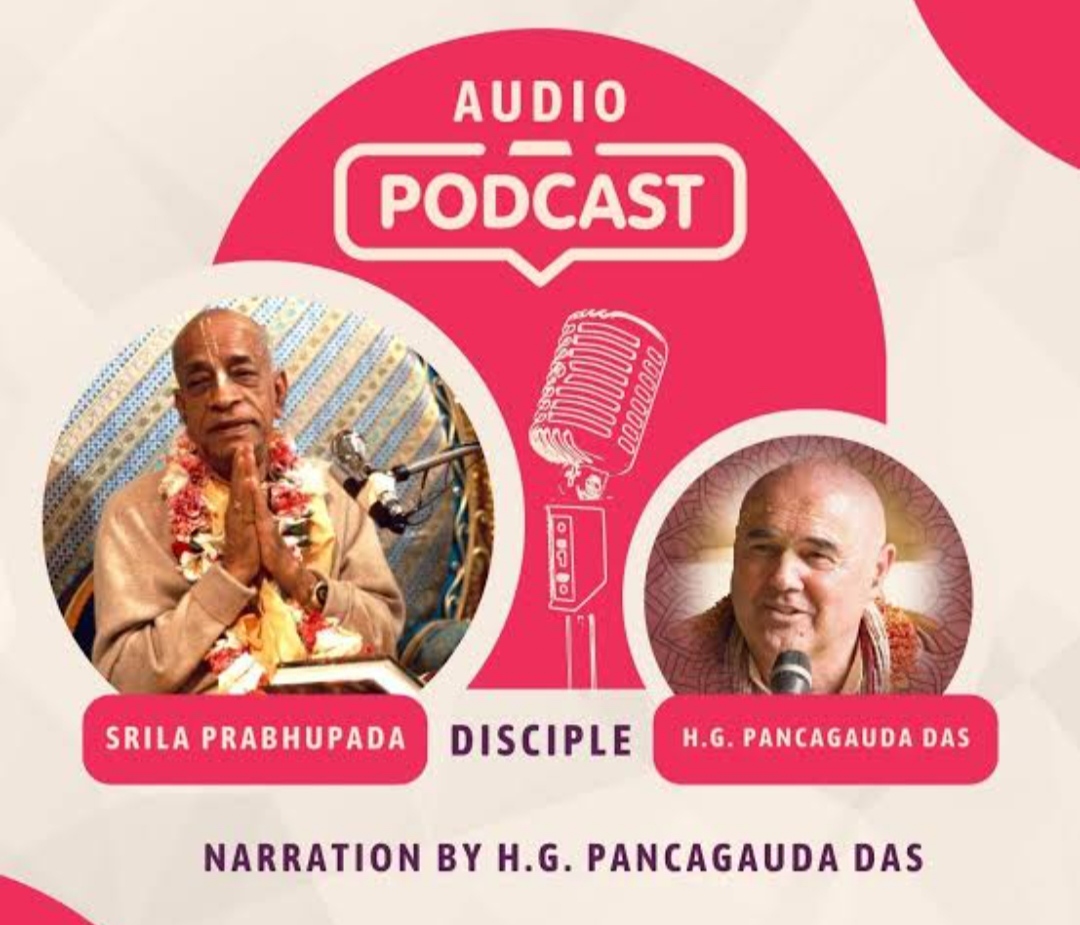 AUDIO
PODCAST
SRILA PRABHUPADA
DISCIPLE
H.G. PANCAGAUDA DAS
NARRATION BY H.G. PANCAGAUDA DAS